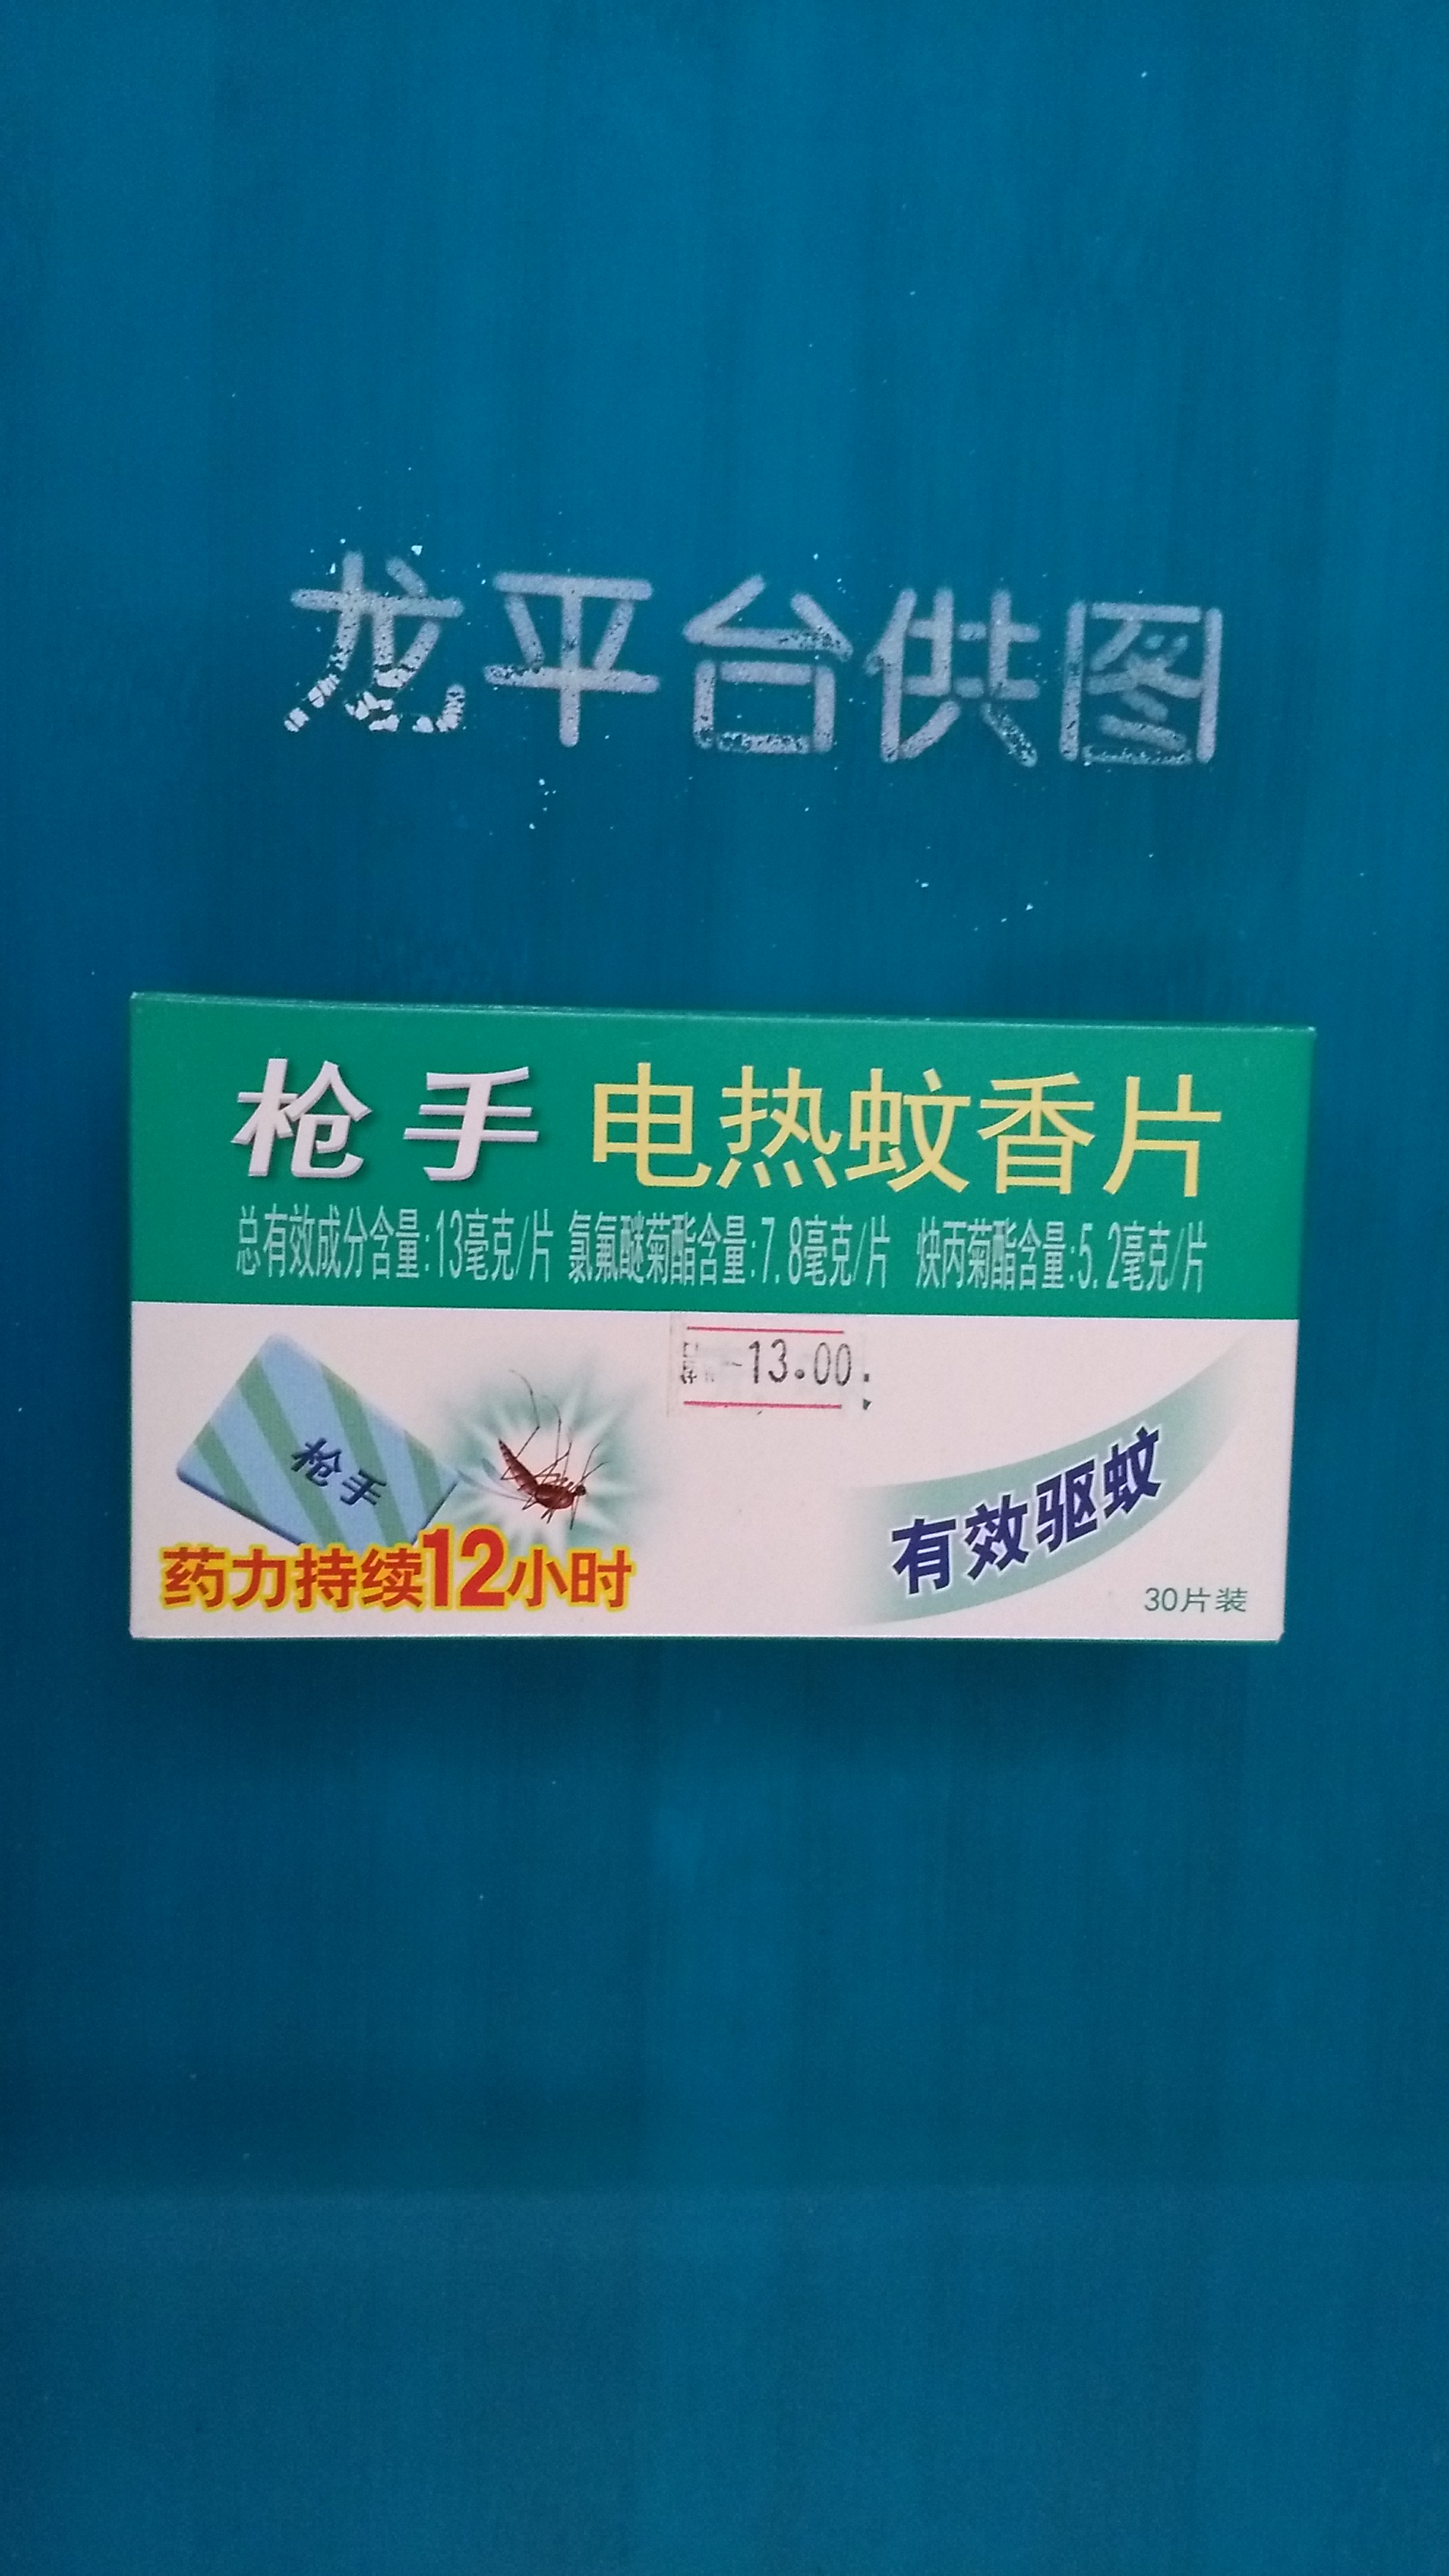 龙平台供图
枪手 电热蚊香片
总有效成分含量:13毫克/片 氯氟醚菊酯含量:7.8毫克/片 炔丙菊酯含量:5.2毫克/片
13.00
枪手
药力持续12小时
有效驱蚊
30片装